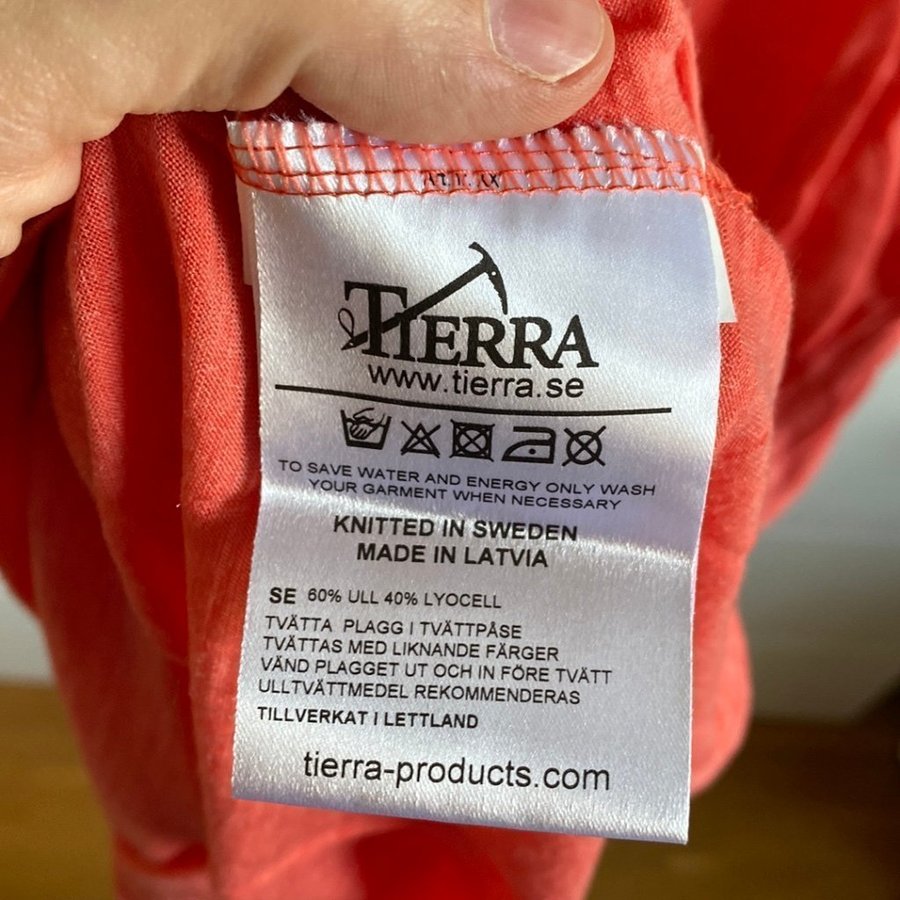 TIERRA
www.tierra.se
TO SAVE WATER AND ENERGY ONLY WASH
YOUR GARMENT WHEN NECESSARY
KNITTED IN SWEDEN
MADE IN LATVIA
SE 60% ULL 40% LYOCELL
TVÄTTA PLAGG I TVÄTTPÅSE
TVÄTTAS MED LIKNANDE FÄRGER
VÄND PLAGGET UT OCH IN FÖRE TVÄTT
ULLTVÄTTMEDEL REKOMMENDERAS
TILLVERKAT I LETTLAND
tierra-products.com